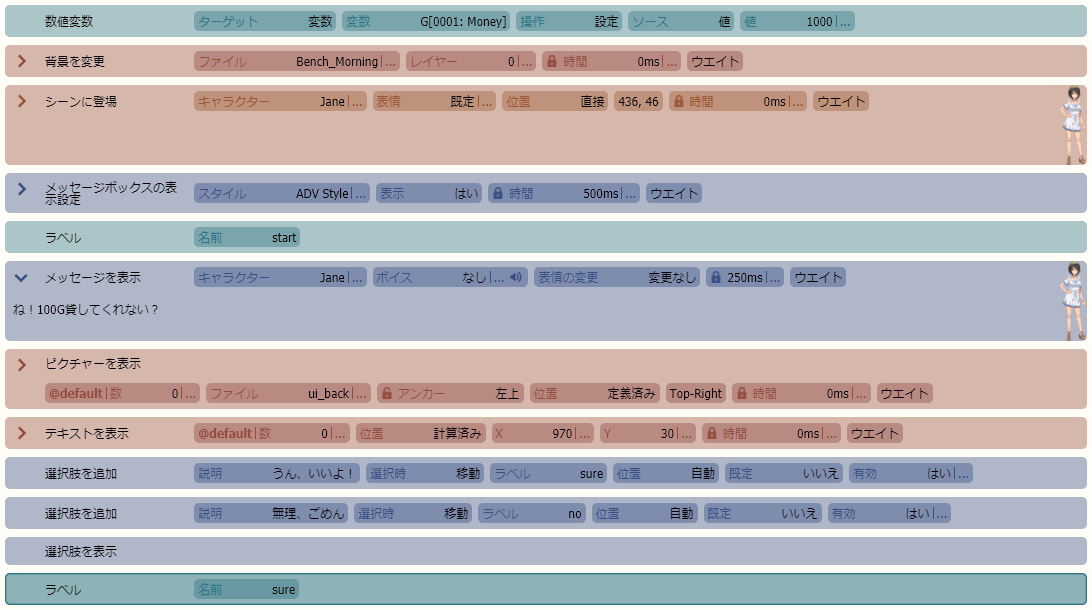 数値変数 ターゲット 変数 変数 G[0001: Money] 操作 設定 ソース 値 値 1000|...
背景を変更 ファイル Bench_Morning|... レイヤー 0|... 時間 0ms|... ウエイト
シーンに登場 キャラクター Jane|... 表情 既定|... 位置 直接 436, 46 時間 0ms|... ウエイト
メッセージボックスの表
示設定 スタイル ADV Style|... 表示 はい 時間 500ms|... ウエイト
ラベル 名前 start
メッセージを表示 キャラクター Jane|... ボイス なし|... 表情の変更 変更なし 250ms|... ウエイト
ね！100G貸してくれない？
ピクチャーを表示
@default|数 0|... ファイル ui_back|... アンカー 左上 位置 定義済み Top-Right 時間 0ms|... ウエイト
テキストを表示 @default|数 0|... 位置 計算済み X 970|... Y 30|... 時間 0ms|... ウエイト
選択肢を追加 説明 うん、いいよ！ 選択時 移動 ラベル sure 位置 自動 既定 いいえ 有効 はい|...
選択肢を追加 説明 無理、ごめん 選択時 移動 ラベル no 位置 自動 既定 いいえ 有効 はい|...
選択肢を表示
ラベル 名前 sure